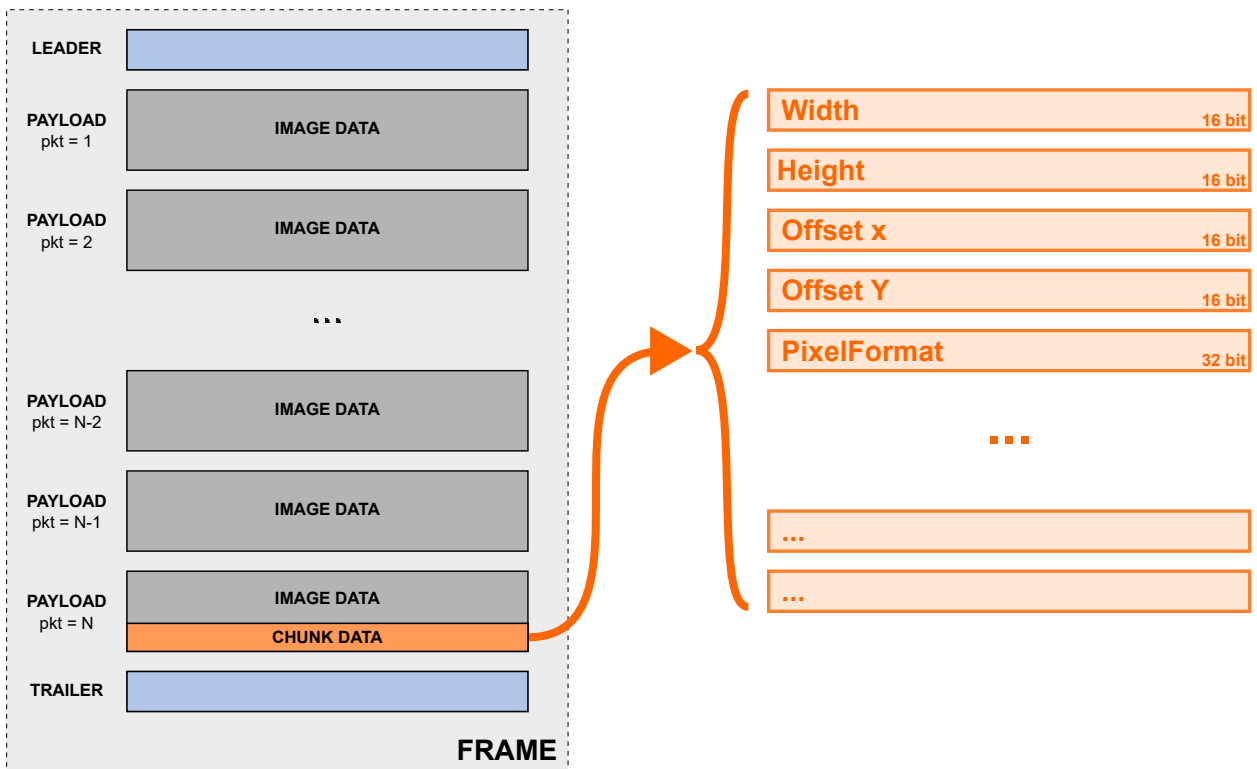 LEADER
PAYLOAD
pkt = 1
IMAGE DATA
PAYLOAD
pkt = 2
IMAGE DATA
...
PAYLOAD
pkt = N-2
IMAGE DATA
PAYLOAD
pkt = N-1
IMAGE DATA
PAYLOAD
pkt = N
IMAGE DATA
CHUNK DATA
TRAILER
FRAME
Width 16 bit
Height 16 bit
Offset x 16 bit
Offset Y 16 bit
PixelFormat 32 bit
...
...
...